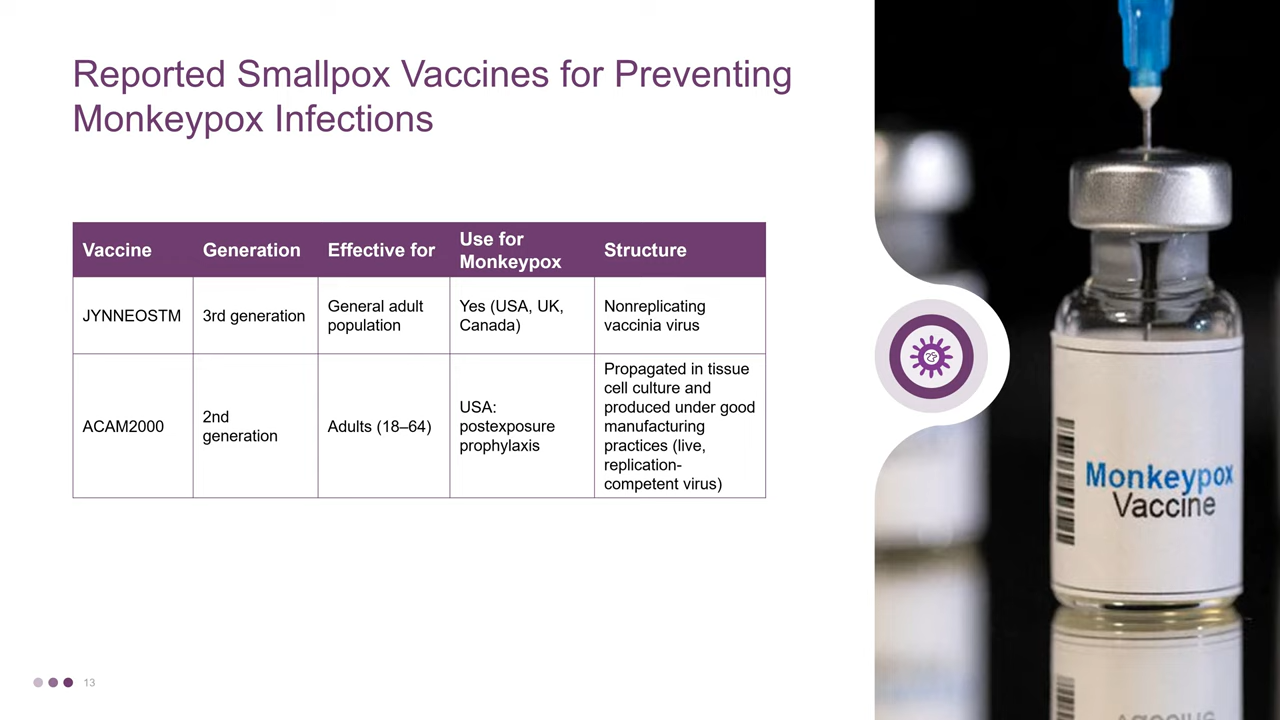 Reported Smallpox Vaccines for Preventing
Monkeypox Infections
Vaccine
Generation
Effective for
Use for
Monkeypox
Structure
JYNNEOSTM
3rd generation
General adult
population
Yes (USA, UK,
Canada)
Nonreplicating
vaccinia virus
ACAM2000
2nd
generation
Adults (18–64)
USA:
postexposure
prophylaxis
Propagated in tissue
cell culture and
produced under good
manufacturing
practices (live,
replication-
competent virus)
Monkeypox
Vaccine
13